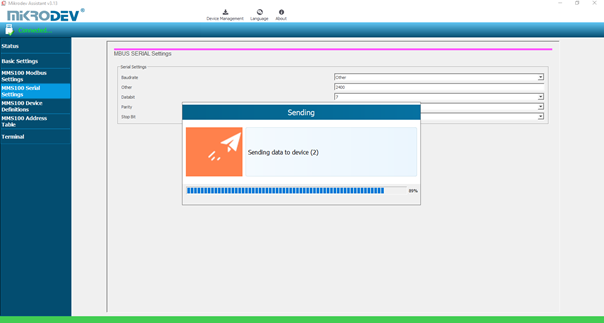 Mikrodev Assistant v3.13
MiKRODEV®
Device Management
Language
About
Connected...
Status
Basic Settings
MMS100 Modbus
Settings
MMS100 Serial
Settings
MMS100 Device
Definitions
MMS100 Address
Table
Terminal
MBUS SERIAL Settings
Serial Settings
Baudrate
Other
Other
2400
Databit
7
Parity
Stop Bit
Sending
Sending data to device (2)
89%